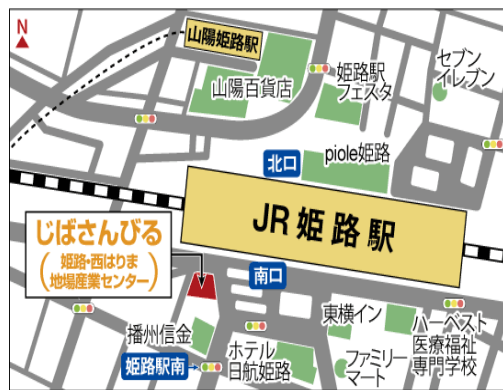 N
山陽姫路駅
山陽百貨店
姫路駅
フェスタ
セブン
イレブン
北口
piole姫路
JR姫路駅
じばさんびる
(姫路・西はりま
地場産業センター)
南口
播州信金
姫路駅南
ホテル
日航姫路
東横イン
ファミリー
マート
ハーベスト
医療福祉
専門学校